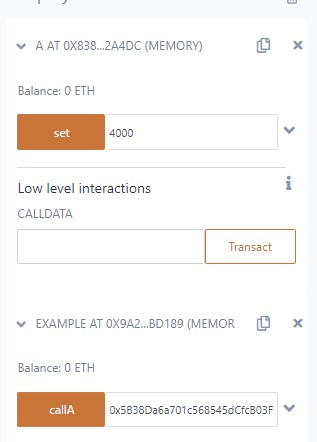 A AT 0X838...2A4DC (MEMORY)
Balance: 0 ETH
set 4000
Low level interactions
CALLDATA
Transact
EXAMPLE AT 0X9A2...BD189 (MEMOR
Balance: 0 ETH
callA 0x5B38Da6a701c568545dCfcB03F